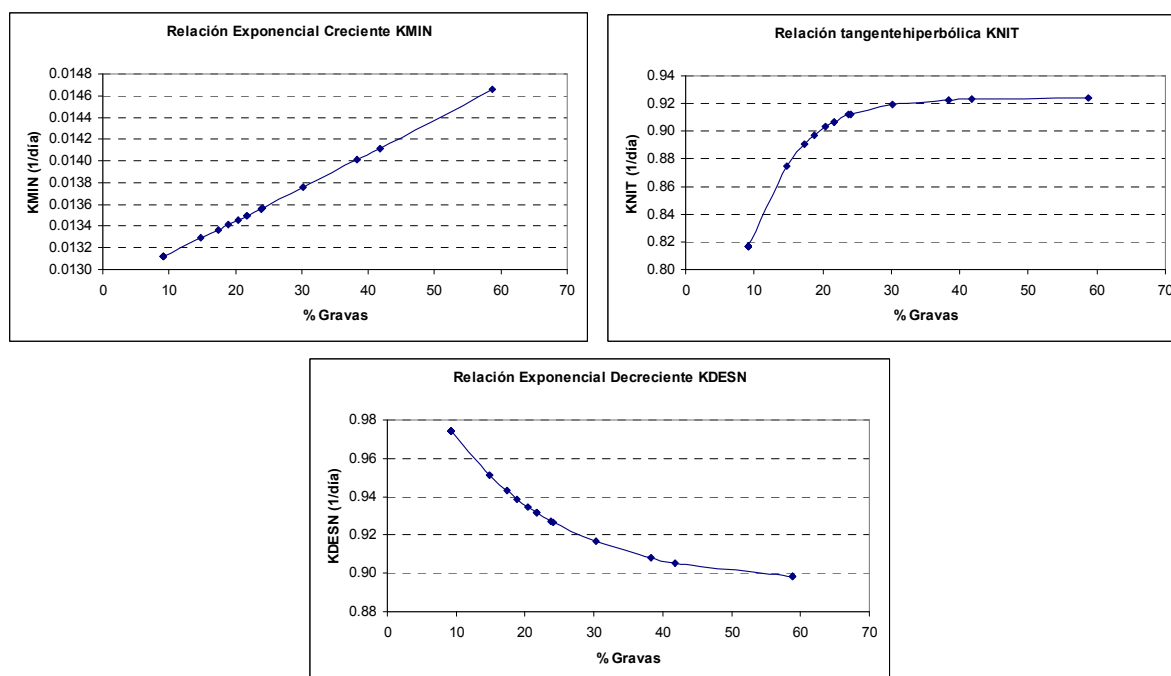 Relación Exponencial Creciente KMIN
KMIN (1/día)
0.0148
0.0146
0.0144
0.0142
0.0140
0.0138
0.0136
0.0134
0.0132
0.0130
0 10 20 30 40 50 60 70
% Gravas
Relación tangentehiperbólica KNIT
KNIT (1/día)
0.94
0.92
0.90
0.88
0.86
0.84
0.82
0.80
0 10 20 30 40 50 60 70
% Gravas
Relación Exponencial Decreciente KDESN
KDESN (1/día)
0.98
0.96
0.94
0.92
0.90
0.88
0 10 20 30 40 50 60 70
% Gravas